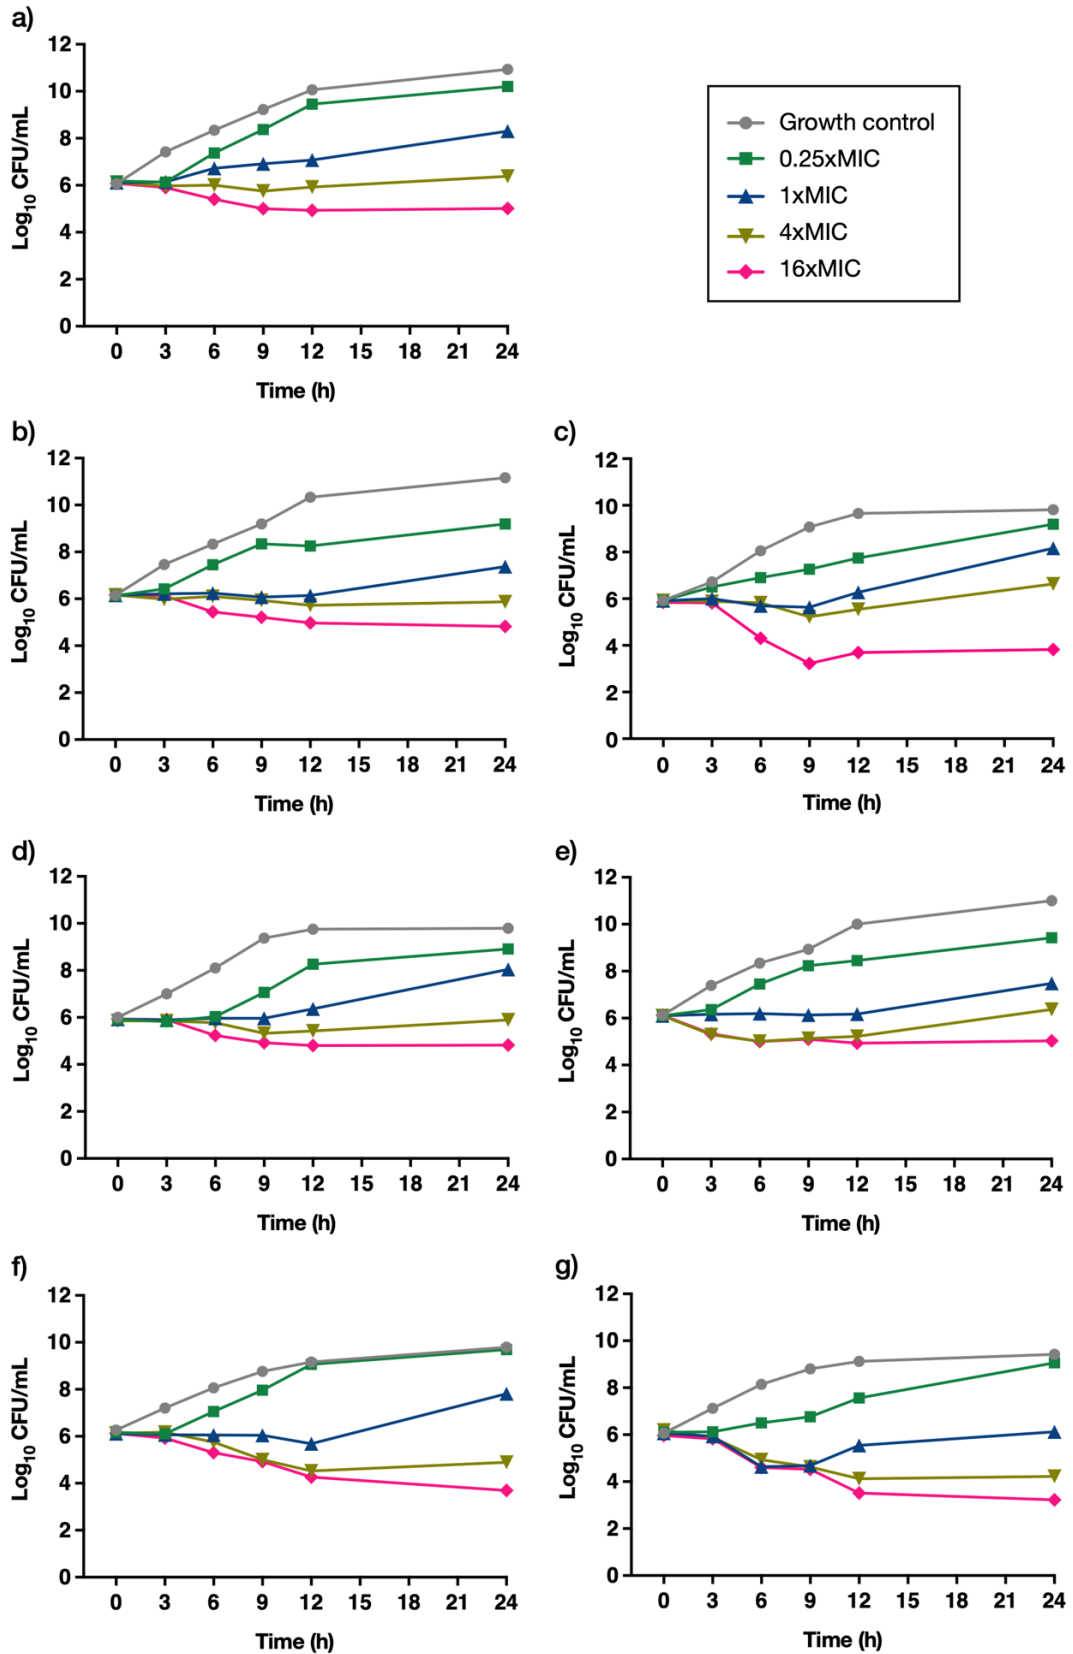 a)
12
10
8
6
4
2
0
Log10 CFU/mL
0 3 6 9 12 15 18 21 24
Time (h)
Growth control
0.25xMIC
1xMIC
4xMIC
16xMIC
b)
12
10
8
6
4
2
0
Log10 CFU/mL
0 3 6 9 12 15 18 21 24
Time (h)
c)
12
10
8
6
4
2
0
Log10 CFU/mL
0 3 6 9 12 15 18 21 24
Time (h)
d)
12
10
8
6
4
2
0
Log10 CFU/mL
0 3 6 9 12 15 18 21 24
Time (h)
e)
12
10
8
6
4
2
0
Log10 CFU/mL
0 3 6 9 12 15 18 21 24
Time (h)
f)
12
10
8
6
4
2
0
Log10 CFU/mL
0 3 6 9 12 15 18 21 24
Time (h)
g)
12
10
8
6
4
2
0
Log10 CFU/mL
0 3 6 9 12 15 18 21 24
Time (h)